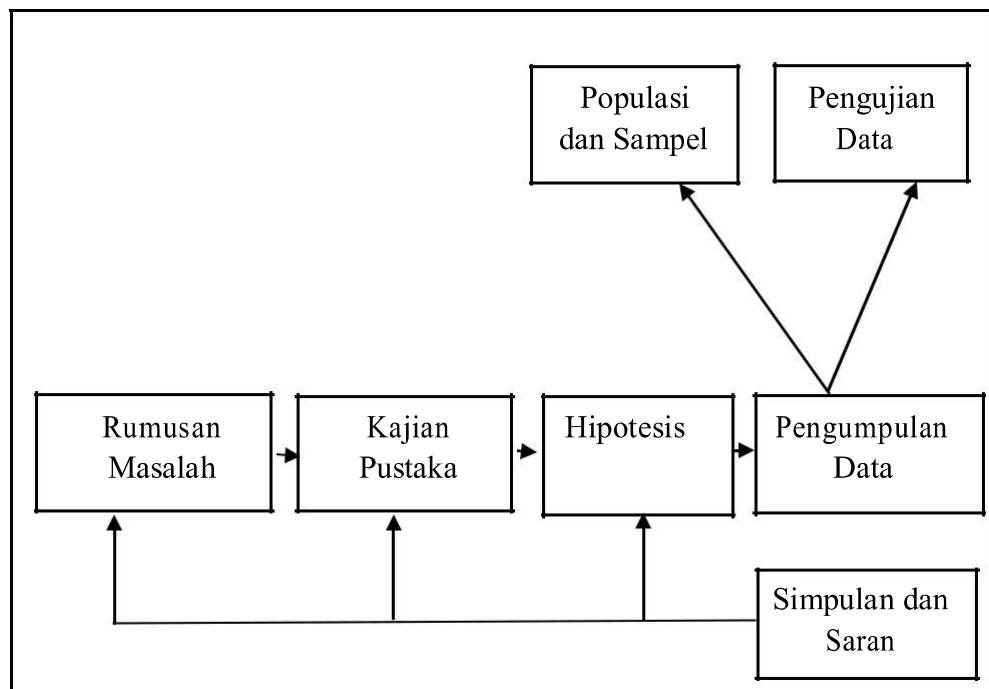 Populasi
dan Sampel
Pengujian
Data
Rumusan
Masalah
Kajian
Pustaka
Hipotesis
Pengumpulan
Data
Simpulan dan
Saran